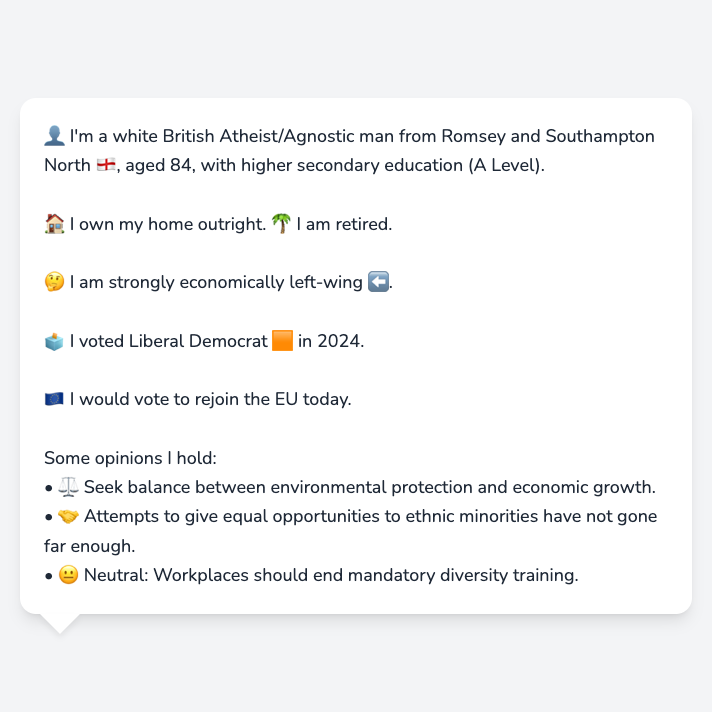 👤 I'm a white British Atheist/Agnostic man from Romsey and Southampton
North 🏴󠁧󠁢󠁥󠁮󠁧󠁿, aged 84, with higher secondary education (A Level).
🏠 I own my home outright. 🌴 I am retired.
🤔 I am strongly economically left-wing ⬅️.
🗳️ I voted Liberal Democrat 🟧 in 2024.
🇪🇺 I would vote to rejoin the EU today.
Some opinions I hold:
• ⚖️ Seek balance between environmental protection and economic growth.
• 🤝 Attempts to give equal opportunities to ethnic minorities have not gone
far enough.
• 😐 Neutral: Workplaces should end mandatory diversity training.